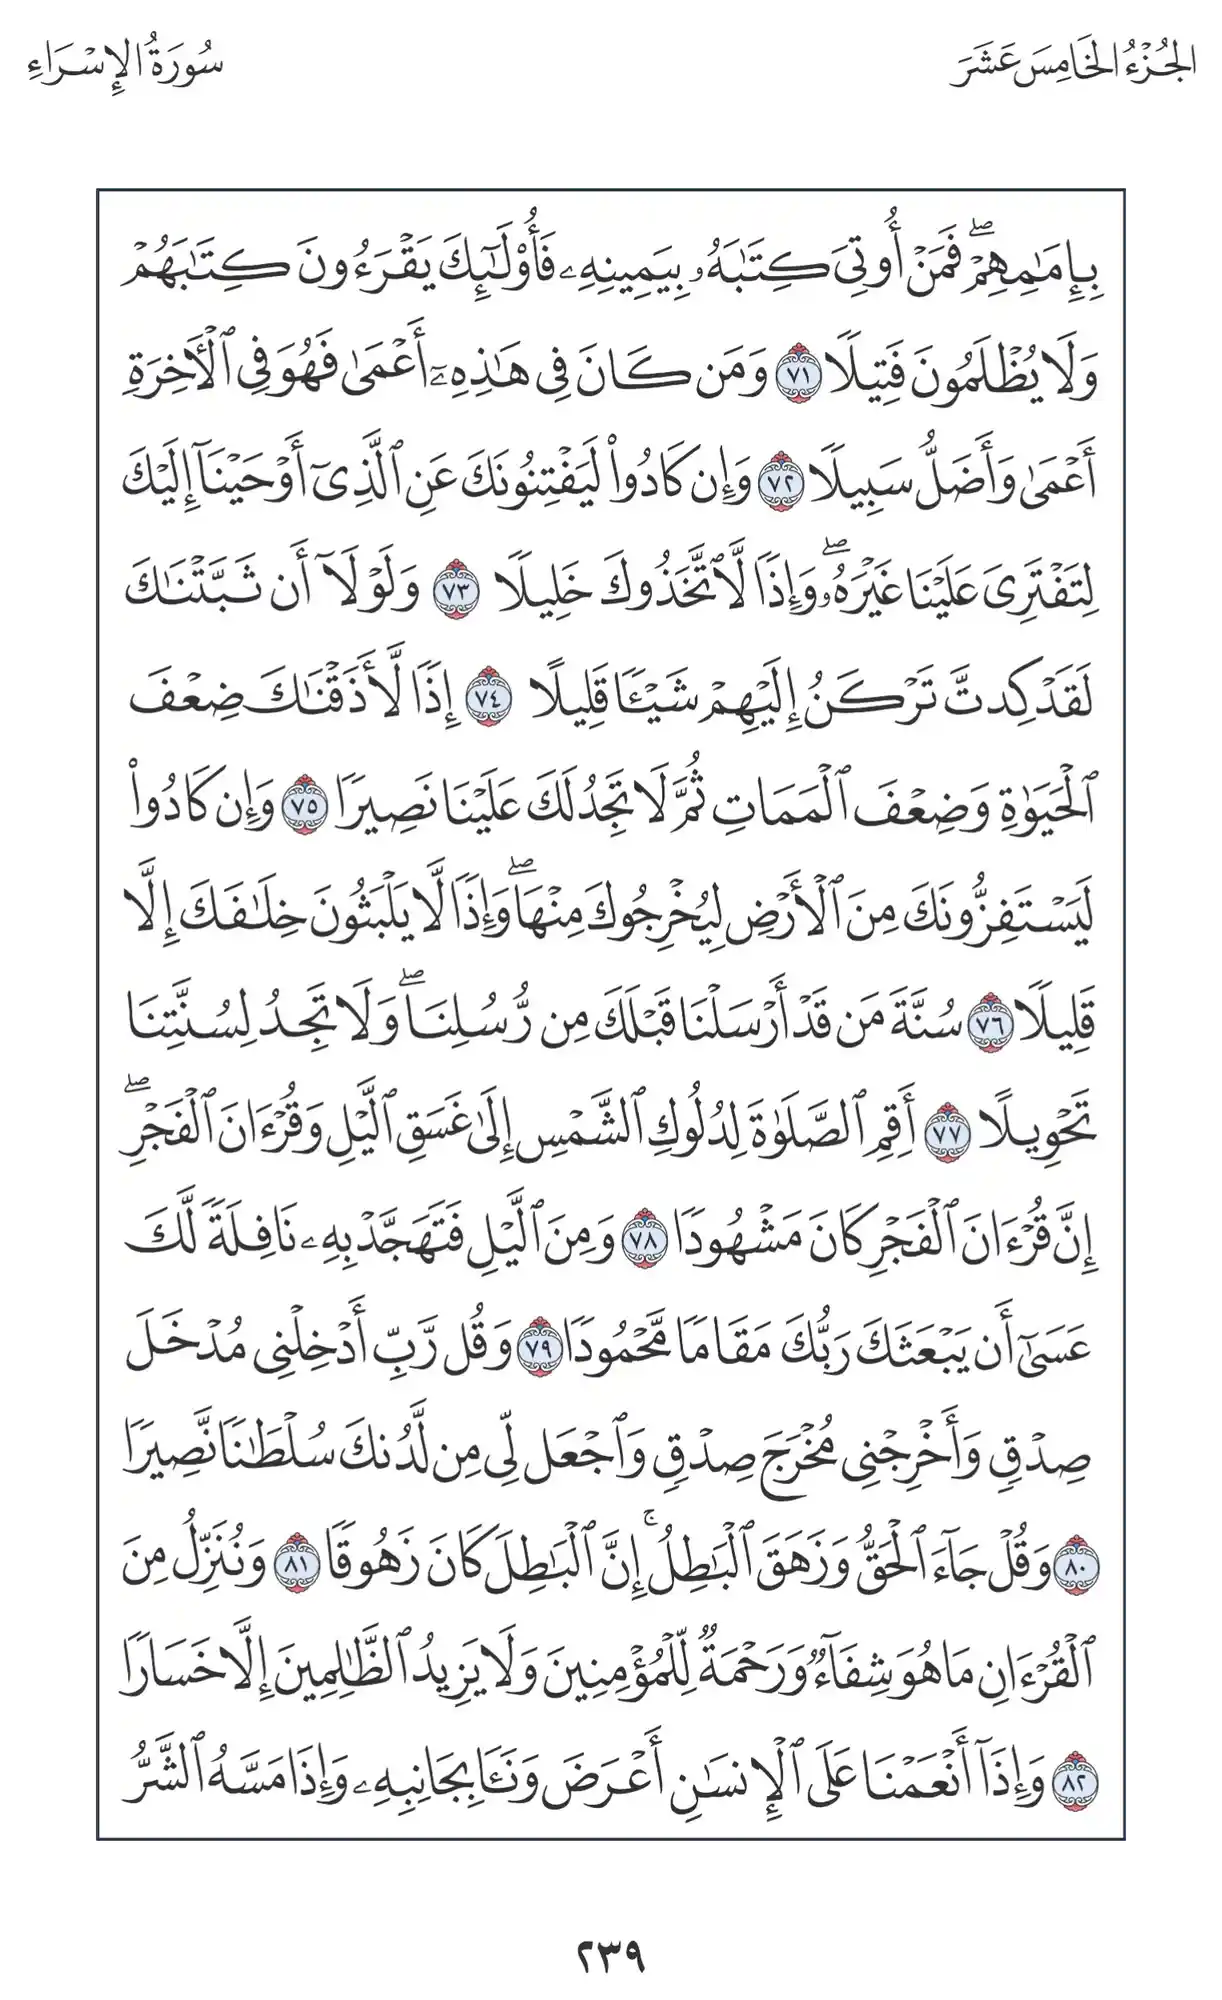 الجُزْءُ الخَامِسَ عَشَرَ
سُورَةُ الإِسْرَاءِ
بِإِمَٰمِهِمْۖ فَمَنْ أُوتِيَ كِتَٰبَهُۥ بِيَمِينِهِۦ فَأُوْلَٰٓئِكَ يَقْرَءُونَ كِتَٰبَهُمْ
وَلَا يُظْلَمُونَ فَتِيلًا ٧١ وَمَن كَانَ فِي هَٰذِهِۦٓ أَعْمَىٰ فَهُوَ فِي ٱلْأٓخِرَةِ
أَعْمَىٰ وَأَضَلُّ سَبِيلًا ٧٢ وَإِن كَادُواْ لَيَفْتِنُونَكَ عَنِ ٱلَّذِيٓ أَوْحَيْنَآ إِلَيْكَ
لِتَفْتَرِيَ عَلَيْنَا غَيْرَهُۥۖ وَإِذًا لَّٱتَّخَذُوكَ خَلِيلًا ٧٣ وَلَوْلَآ أَن ثَبَّتْنَٰكَ
لَقَدْ كِدتَّ تَرْكَنُ إِلَيْهِمْ شَيْـًٔا قَلِيلًا ٧٤ إِذًا لَّأَذَقْنَٰكَ ضِعْفَ
ٱلْحَيَوٰةِ وَضِعْفَ ٱلْمَمَاتِ ثُمَّ لَا تَجِدُ لَكَ عَلَيْنَا نَصِيرًا ٧٥ وَإِن كَادُواْ
لَيَسْتَفِزُّونَكَ مِنَ ٱلْأَرْضِ لِيُخْرِجُوكَ مِنْهَاۖ وَإِذًا لَّا يَلْبَثُونَ خِلَٰفَكَ إِلَّا
قَلِيلًا ٧٦ سُنَّةَ مَن قَدْ أَرْسَلْنَا قَبْلَكَ مِن رُّسُلِنَاۖ وَلَا تَجِدُ لِسُنَّتِنَا
تَحْوِيلًا ٧٧ أَقِمِ ٱلصَّلَوٰةَ لِدُلُوكِ ٱلشَّمْسِ إِلَىٰ غَسَقِ ٱلَّيْلِ وَقُرْءَانَ ٱلْفَجْرِۖ
إِنَّ قُرْءَانَ ٱلْفَجْرِ كَانَ مَشْهُودًا ٧٨ وَمِنَ ٱلَّيْلِ فَتَهَجَّدْ بِهِۦ نَافِلَةً لَّكَ
عَسَىٰٓ أَن يَبْعَثَكَ رَبُّكَ مَقَامًا مَّحْمُودًا ٧٩ وَقُل رَّبِّ أَدْخِلْنِي مُدْخَلَ
صِدْقٍ وَأَخْرِجْنِي مُخْرَجَ صِدْقٍ وَٱجْعَل لِّي مِن لَّدُنكَ سُلْطَٰنًا نَّصِيرًا
٨٠ وَقُلْ جَآءَ ٱلْحَقُّ وَزَهَقَ ٱلْبَٰطِلُۚ إِنَّ ٱلْبَٰطِلَ كَانَ زَهُوقًا ٨١ وَنُنَزِّلُ مِنَ
ٱلْقُرْءَانِ مَا هُوَ شِفَآءٌ وَرَحْمَةٌ لِّلْمُؤْمِنِينَ وَلَا يَزِيدُ ٱلظَّٰلِمِينَ إِلَّا خَسَارًا
٨٢ وَإِذَآ أَنْعَمْنَا عَلَى ٱلْإِنسَٰنِ أَعْرَضَ وَنَـَٔا بِجَانِبِهِۦ وَإِذَا مَسَّهُ ٱلشَّرُّ
٢٣٩